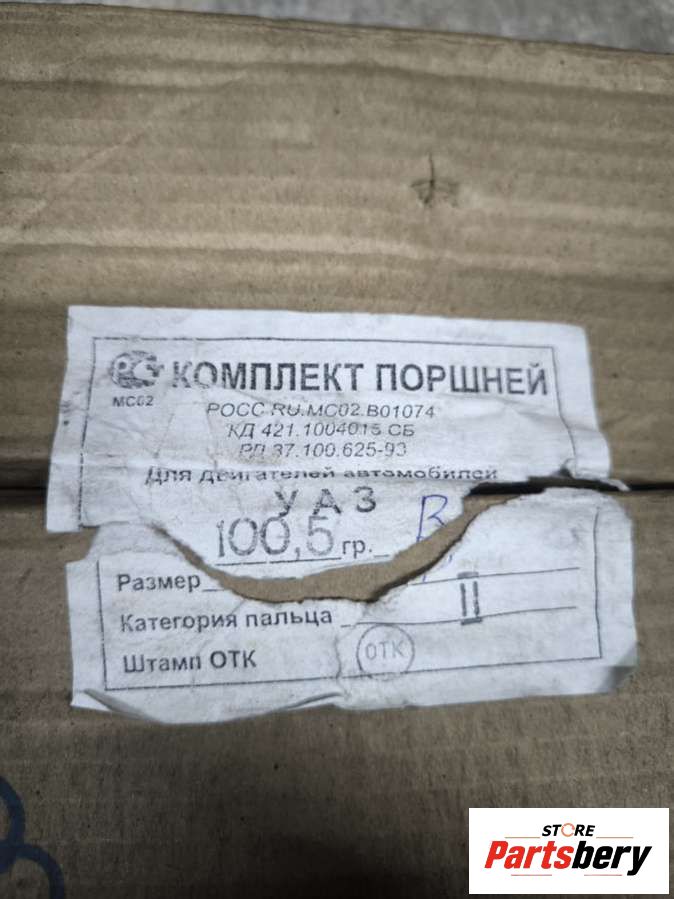 РС
МС02
КОМПЛЕКТ ПОРШНЕЙ
РОСС RU.МС02.В01074
КД 421.1004015 СБ
РД 37.100.625-93
Для двигателей автомобилей
УАЗ
100,5 гр. В
Размер
Категория пальца II
Штамп ОТК ОТК
STORE
Partsbery